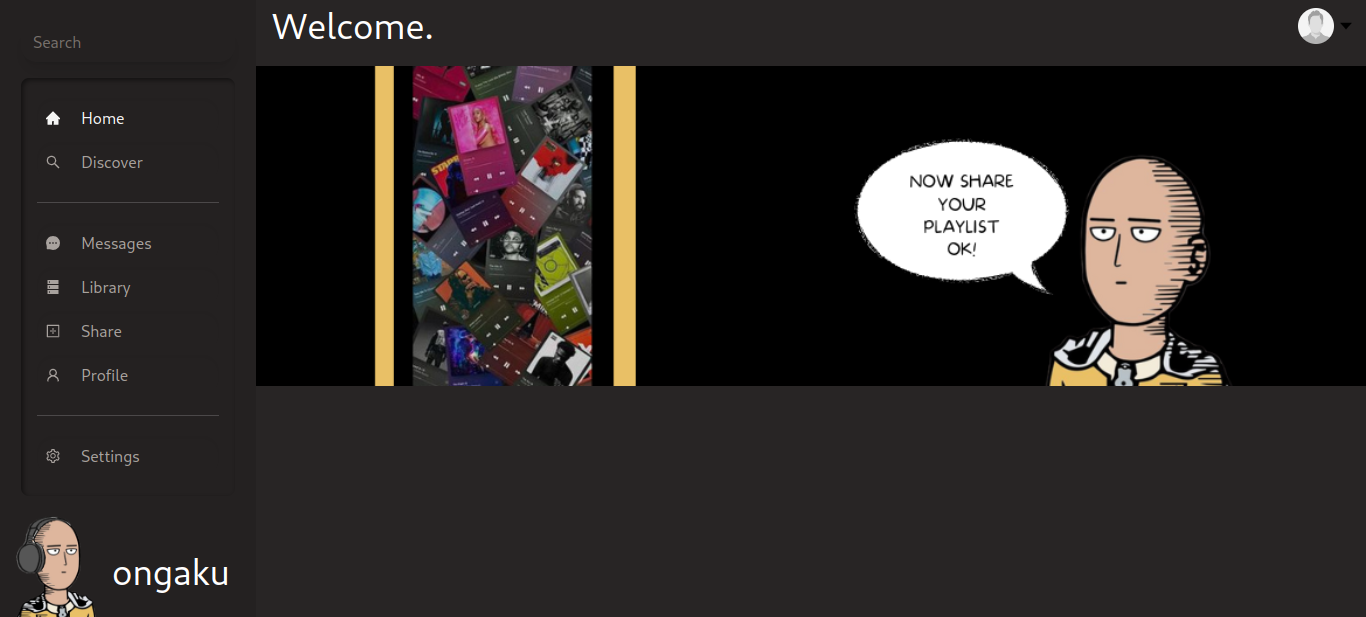 Search
Home
Discover
Messages
Library
Share
Profile
Settings
ongaku
Welcome.
NOW SHARE
YOUR
PLAYLIST
OK!